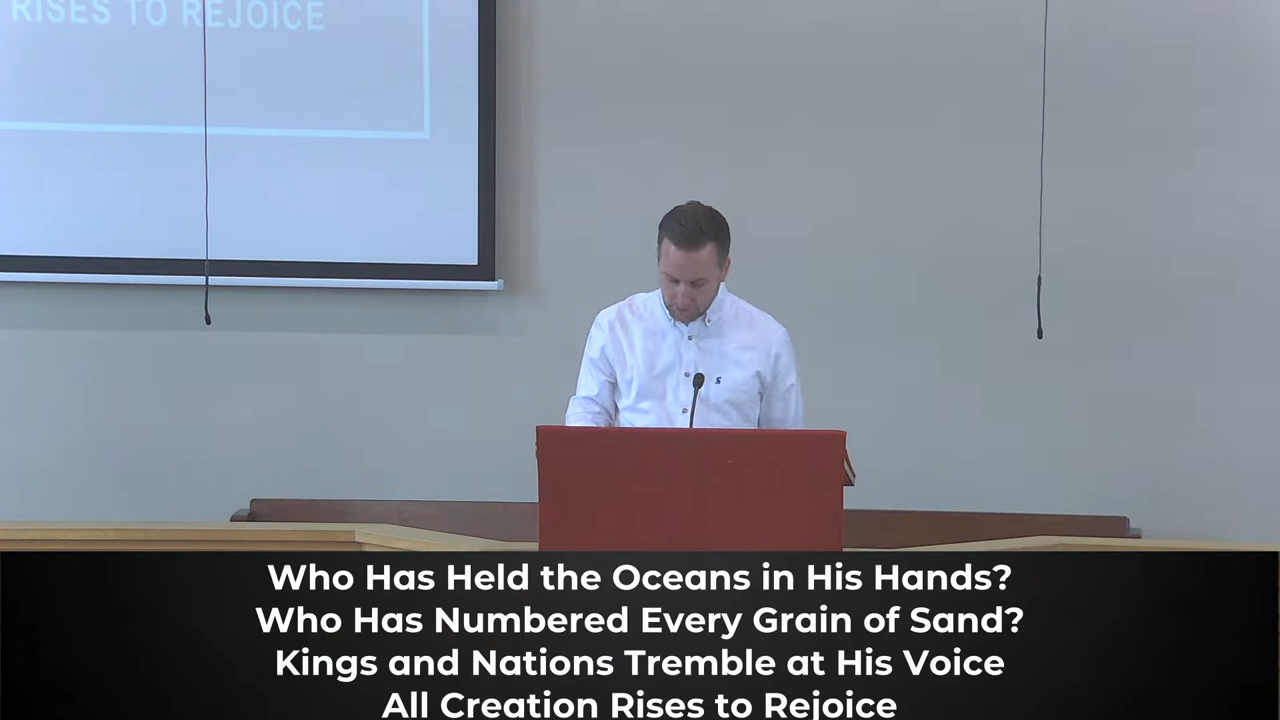 RISES TO REJOICE
Who Has Held the Oceans in His Hands?
Who Has Numbered Every Grain of Sand?
Kings and Nations Tremble at His Voice
All Creation Rises to Rejoice